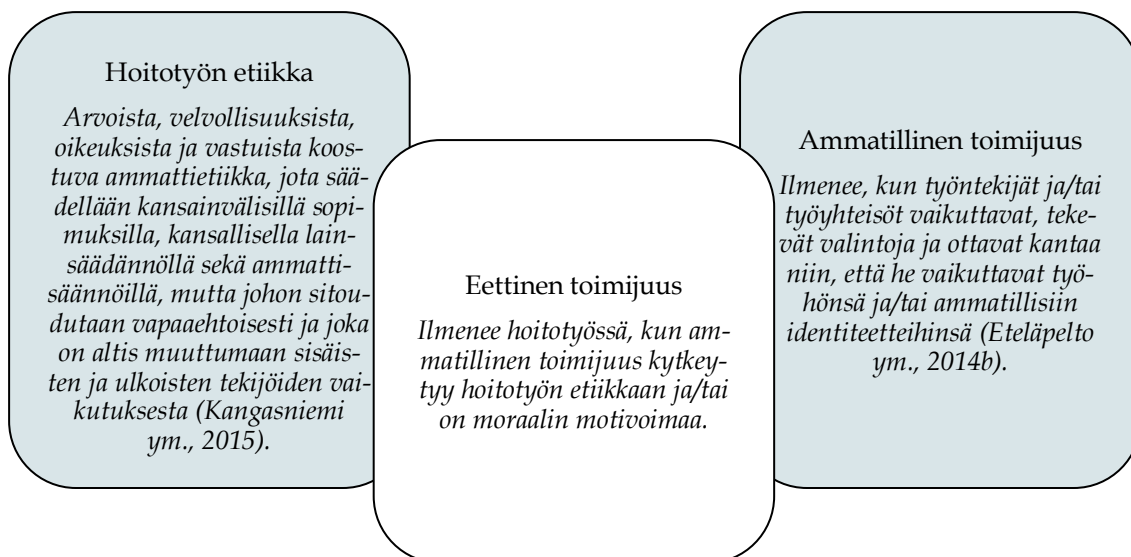 Hoitotyön etiikka
Arvoista, velvollisuuksista,
oikeuksista ja vastuista koos-
tuva ammattietiikka, jota sää-
dellään kansainvälisillä sopi-
muksilla, kansallisella lain-
säädännöllä sekä ammatti-
säännöillä, mutta johon sitou-
dutaan vapaaehtoisesti ja joka
on altis muuttumaan sisäis-
ten ja ulkoisten tekijöiden vai-
kutuksesta (Kangasniemi
ym., 2015).
Eettinen toimijuus
Ilmenee hoitotyössä, kun am-
matillinen toimijuus kytkey-
tyy hoitotyön etiikkaan ja/tai
on moraalin motivoimaa.
Ammatillinen toimijuus
Ilmenee, kun työntekijät ja/tai
työyhteisöt vaikuttavat, teke-
vät valintoja ja ottavat kantaa
niin, että he vaikuttavat työ-
hönsä ja/tai ammatillisiin
identiteetteihinsä (Eteläpelto
ym., 2014b).